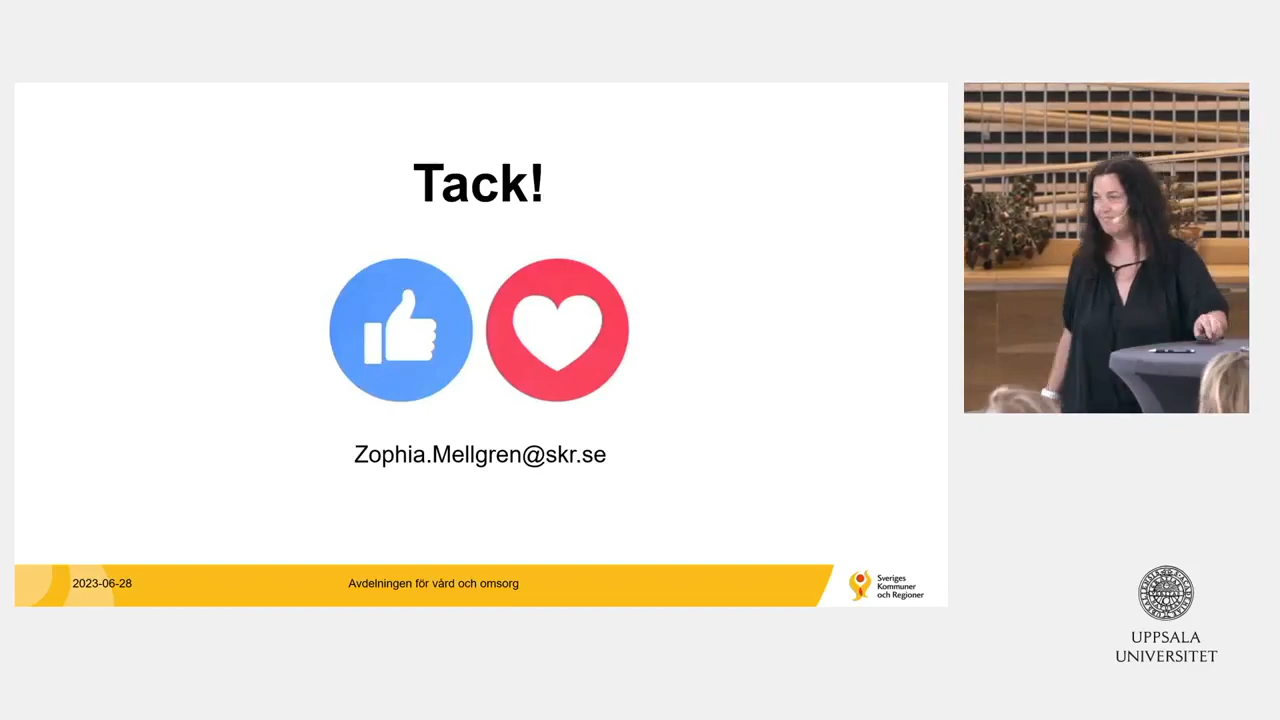 Tack!
Zophia.Mellgren@skr.se
2023-06-28
Avdelningen för vård och omsorg
Sveriges
Kommuner
och Regioner
UPPSALA
UNIVERSITET